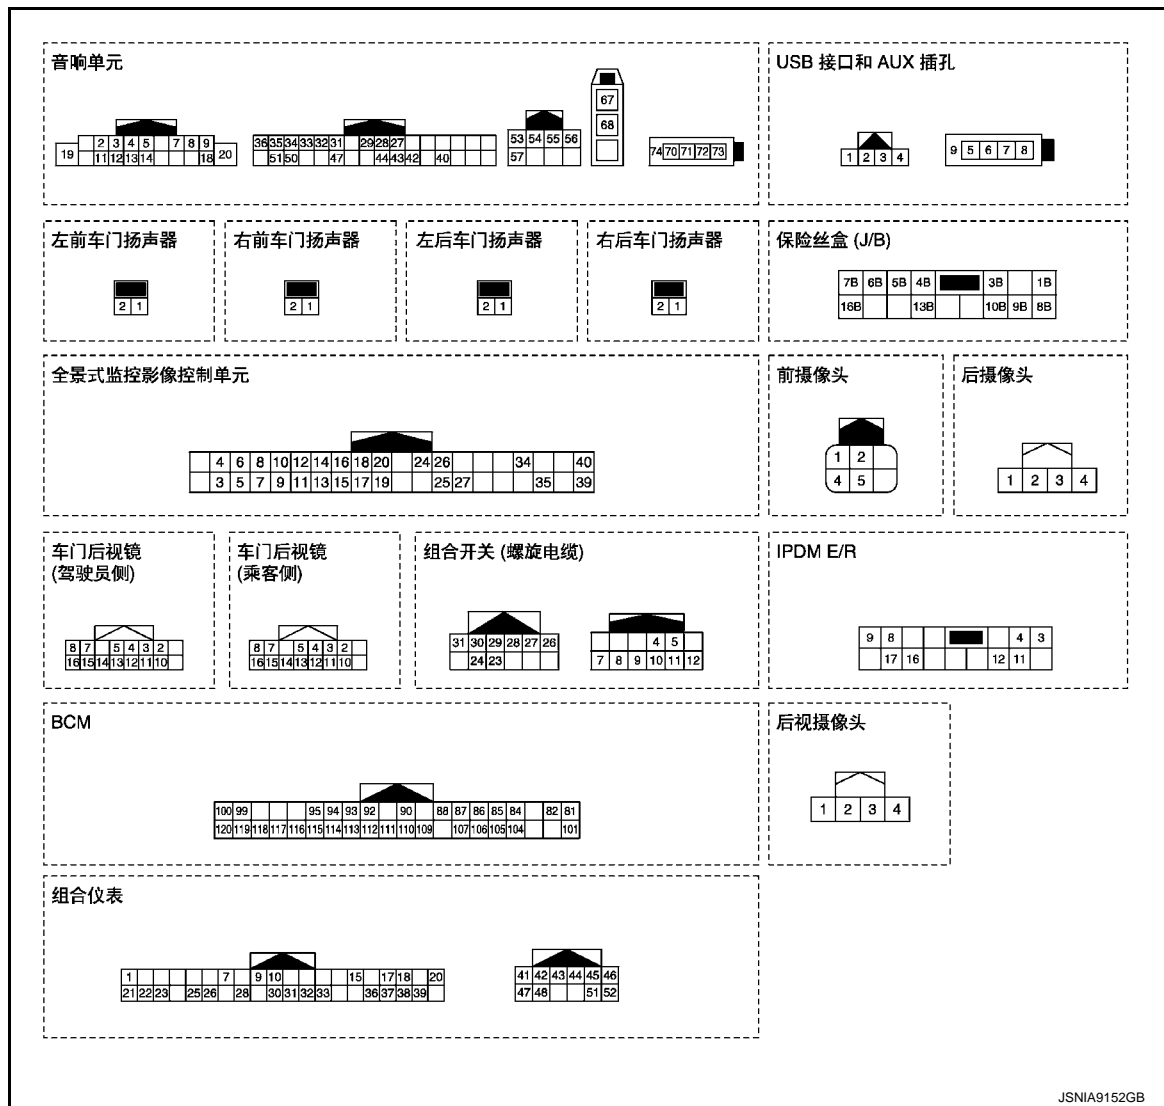 音响单元
2 3 4 5 7 8 9
19 11 12 13 14 18 20
36 35 34 33 32 31 29 28 27
51 50 47 44 43 42 40
53 54 55 56
57
67
68
74 70 71 72 73
USB 接口和 AUX 插孔
1 2 3 4
9 5 6 7 8
左前车门扬声器
2 1
右前车门扬声器
2 1
左后车门扬声器
2 1
右后车门扬声器
2 1
保险丝盒 (J/B)
7B 6B 5B 4B 3B 1B
16B 13B 10B 9B 8B
全景式监控影像控制单元
4 6 8 10 12 14 16 18 20 24 26 34 40
3 5 7 9 11 13 15 17 19 25 27 35 39
前摄像头
1 2
4 5
后摄像头
1 2 3 4
车门后视镜
(驾驶员侧)
8 7 5 4 3 2
16 15 14 13 12 11 10
车门后视镜
(乘客侧)
8 7 5 4 3 2
16 15 14 13 12 11 10
组合开关 (螺旋电缆)
31 30 29 28 27 26
24 23
4 5
7 8 9 10 11 12
IPDM E/R
9 8 4 3
17 16 12 11
BCM
100 99 95 94 93 92 90 88 87 86 85 84 82 81
120 119 118 117 116 115 114 113 112 111 110 109 107 106 105 104 101
后视摄像头
1 2 3 4
组合仪表
1 7 9 10 15 17 18 20
21 22 23 25 26 28 30 31 32 33 36 37 38 39
41 42 43 44 45 46
47 48 51 52
JSNIA9152GB